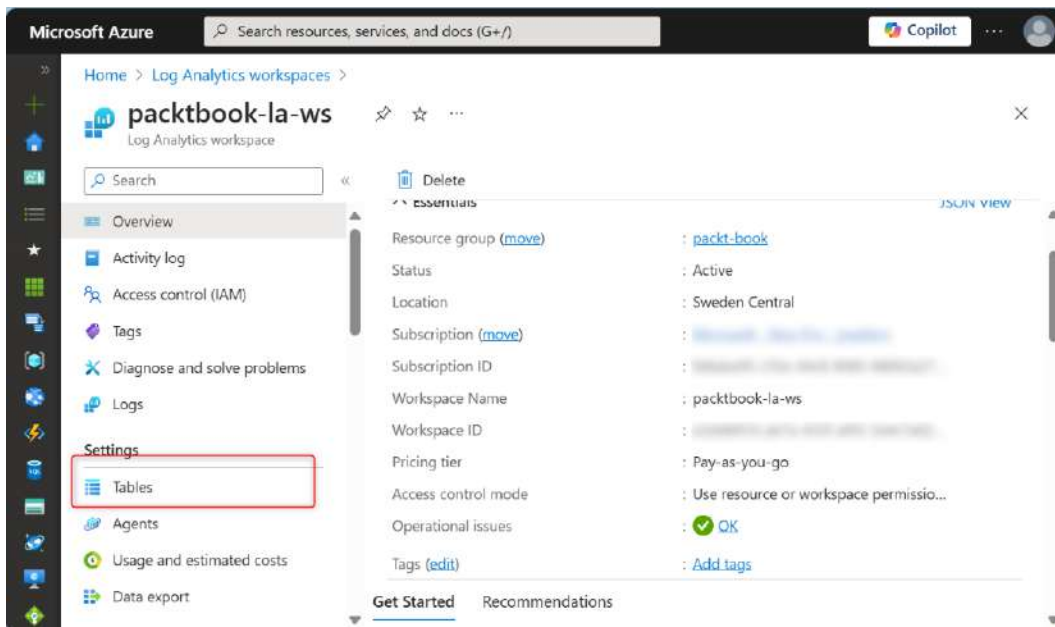 Microsoft Azure
Search resources, services, and docs (G+/)
Copilot
Home > Log Analytics workspaces >
packtbook-la-ws
Log Analytics workspace
Search
Delete
Overview
Activity log
Access control (IAM)
Tags
Diagnose and solve problems
Logs
Settings
Tables
Agents
Usage and estimated costs
Data export
Essentials
JSON View
Resource group (move) : packt-book
Status : Active
Location : Sweden Central
Subscription (move) :
Subscription ID :
Workspace Name : packtbook-la-ws
Workspace ID :
Pricing tier : Pay-as-you-go
Access control mode : Use resource or workspace permissio...
Operational issues : OK
Tags (edit) : Add tags
Get Started Recommendations